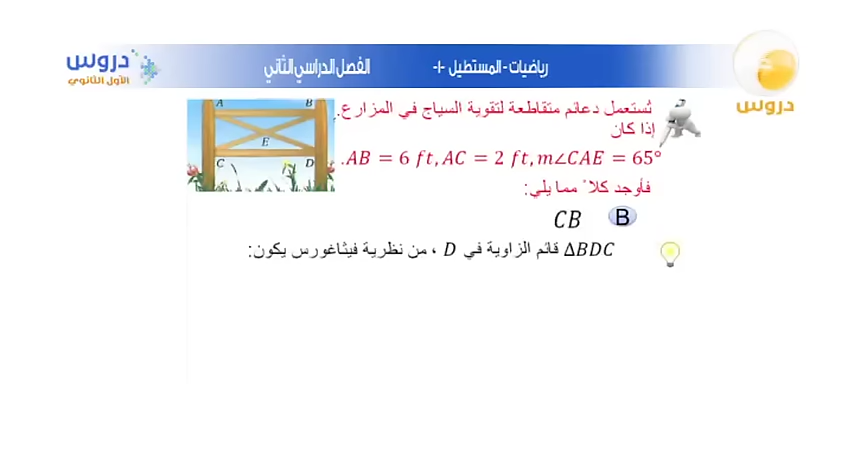 دروس
الأول الثانوي
الفصل الدراسي الثاني
رياضيات - المستطيل -١-
دروس
تُستعمل دعائم متقاطعة لتقوية السياج في المزارع.
إذا كان
AB = 6 ft, AC = 2 ft, m∠CAE = 65°.
فأوجد كلاً مما يلي:
A B
E
C D
B CB
ΔBDC قائم الزاوية في D ، من نظرية فيثاغورس يكون: